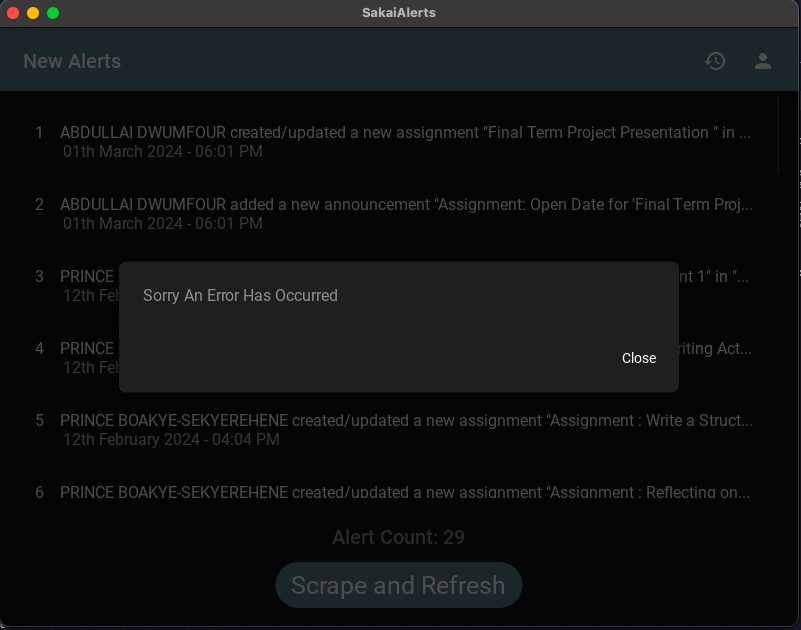 SakaiAlerts
New Alerts
1 ABDULLAI DWUMFOUR created/updated a new assignment "Final Term Project Presentation " in ...
01th March 2024 - 06:01 PM
2 ABDULLAI DWUMFOUR added a new announcement "Assignment: Open Date for 'Final Term Proj...
01th March 2024 - 06:01 PM
3 PRINCE nt 1" in "...
12th Feb
Sorry An Error Has Occurred
4 PRINCE riting Act...
12th Feb
Close
5 PRINCE BOAKYE-SEKYEREHENE created/updated a new assignment "Assignment : Write a Struct...
12th February 2024 - 04:04 PM
6 PRINCE BOAKYE-SEKYEREHENE created/updated a new assignment "Assignment : Reflecting on...
Alert Count: 29
Scrape and Refresh